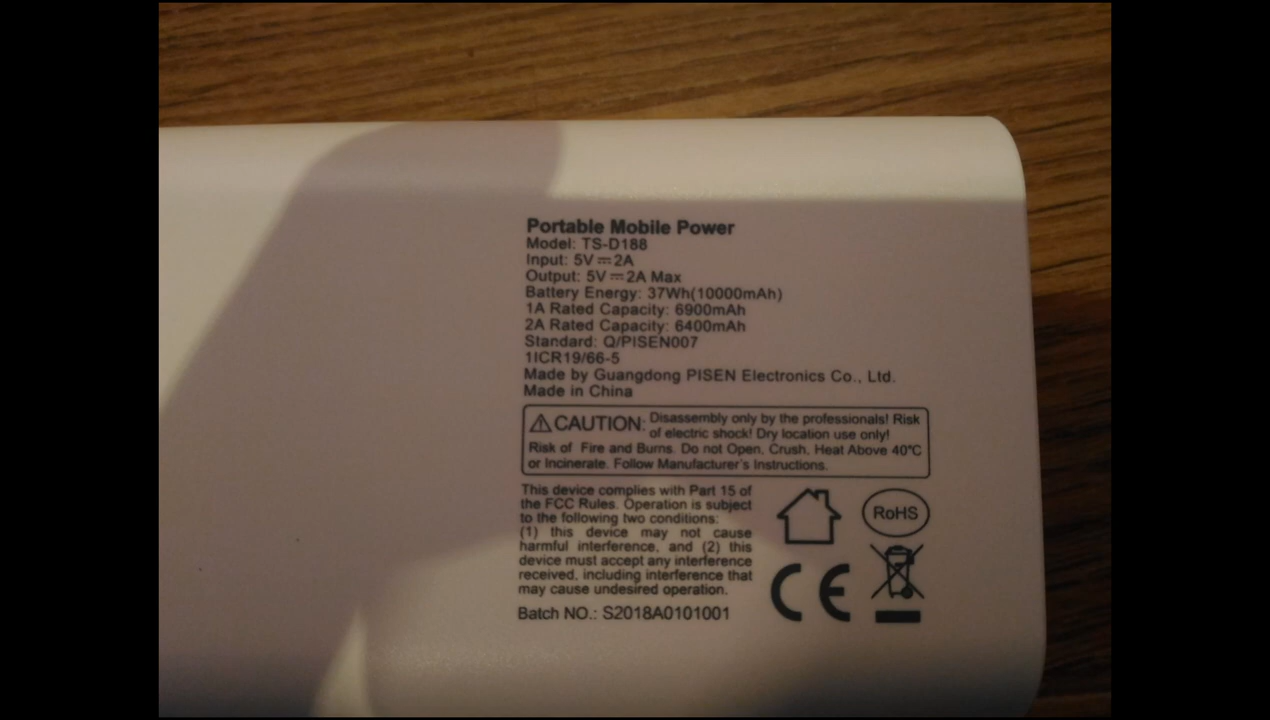 Portable Mobile Power
Model: TS-D188
Input: 5V⎓2A
Output: 5V⎓2A Max
Battery Energy: 37Wh(10000mAh)
1A Rated Capacity: 6900mAh
2A Rated Capacity: 6400mAh
Standard: Q/PISEN007
1ICR19/66-5
Made by Guangdong PISEN Electronics Co., Ltd.
Made in China
⚠CAUTION: Disassembly only by the professionals! Risk
of electric shock! Dry location use only!
Risk of Fire and Burns. Do not Open, Crush, Heat Above 40℃
or Incinerate. Follow Manufacturer's Instructions.
This device complies with Part 15 of
the FCC Rules. Operation is subject
to the following two conditions:
(1) this device may not cause
harmful interference, and (2) this
device must accept any interference
received, including interference that
may cause undesired operation.
Batch NO.: S2018A0101001
RoHS
CE